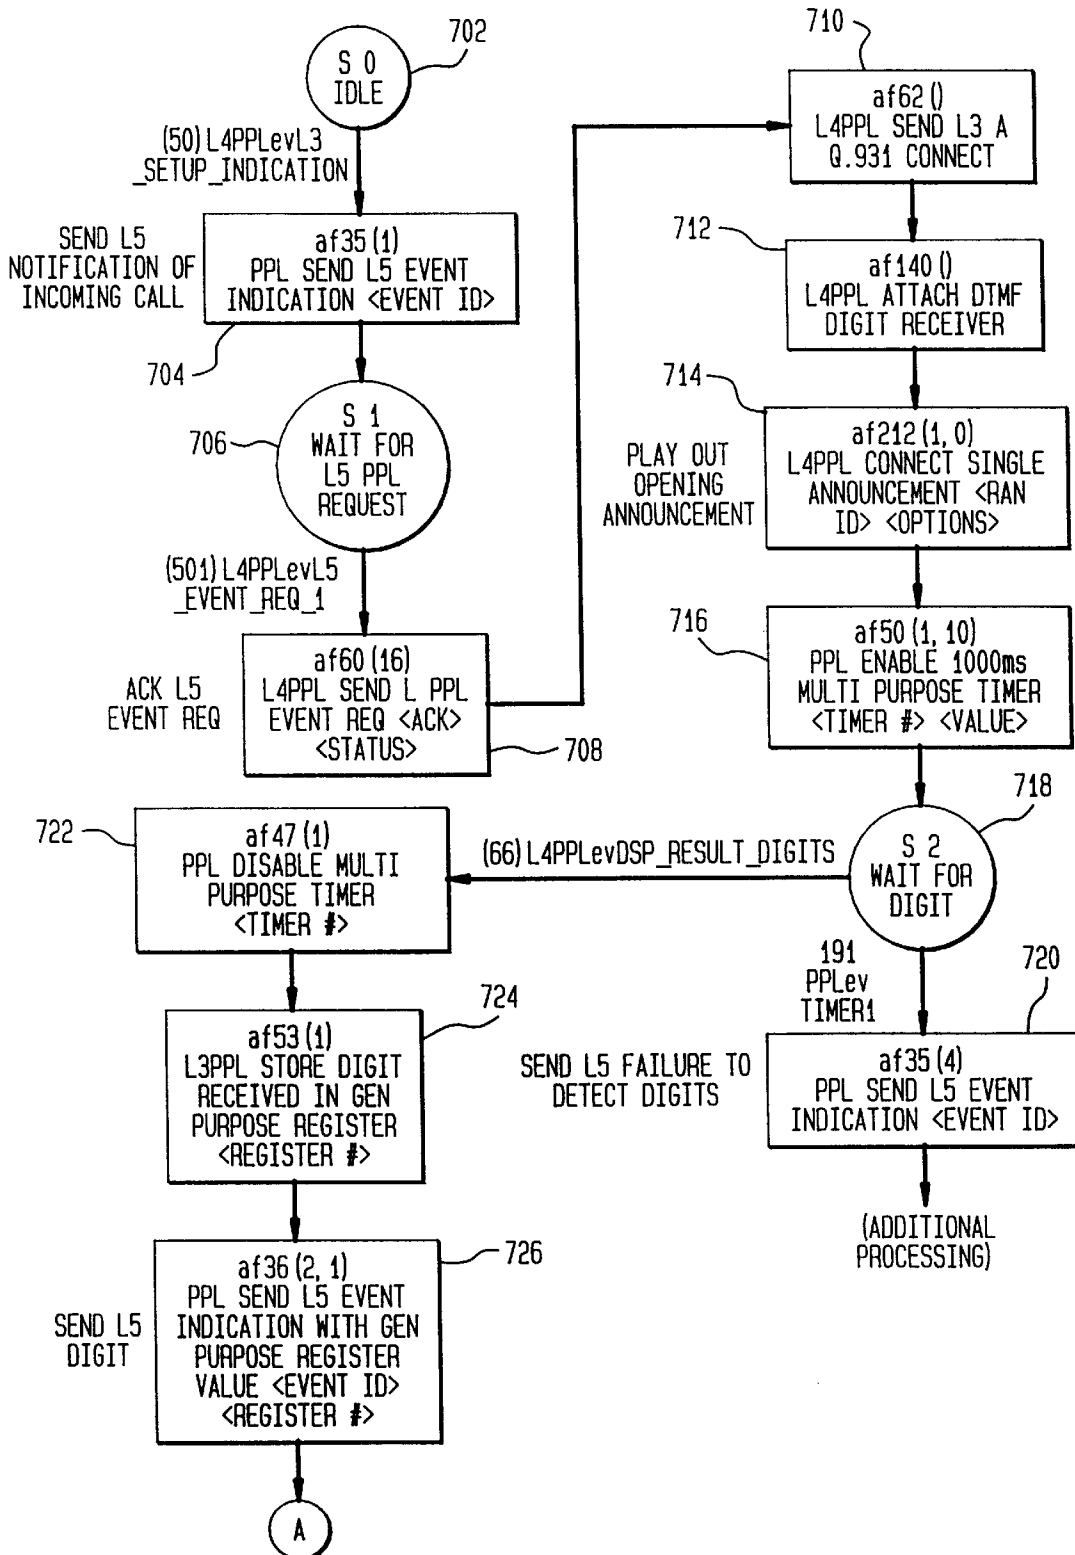 702
S 0
IDLE
(50) L4PPLevL3
_SETUP_INDICATION
SEND L5
NOTIFICATION OF
INCOMING CALL
af35(1)
PPL SEND L5 EVENT
INDICATION <EVENT ID>
704
706
S 1
WAIT FOR
L5 PPL
REQUEST
(501) L4PPLevL5
_EVENT_REQ_1
ACK L5
EVENT REQ
af60(16)
L4PPL SEND L PPL
EVENT REQ <ACK>
<STATUS>
708
710
af62()
L4PPL SEND L3 A
Q.931 CONNECT
712
af140()
L4PPL ATTACH DTMF
DIGIT RECEIVER
714
PLAY OUT
OPENING
ANNOUNCEMENT
af212(1,0)
L4PPL CONNECT SINGLE
ANNOUNCEMENT <RAN
ID> <OPTIONS>
716
af50(1,10)
PPL ENABLE 1000ms
MULTI PURPOSE TIMER
<TIMER #> <VALUE>
718
S 2
WAIT FOR
DIGIT
(66) L4PPLevDSP_RESULT_DIGITS
191
PPLev
TIMER1
720
SEND L5 FAILURE TO
DETECT DIGITS
af35(4)
PPL SEND L5 EVENT
INDICATION <EVENT ID>
(ADDITIONAL
PROCESSING)
722
af47(1)
PPL DISABLE MULTI
PURPOSE TIMER
<TIMER #>
724
af53(1)
L3PPL STORE DIGIT
RECEIVED IN GEN
PURPOSE REGISTER
<REGISTER #>
726
SEND L5
DIGIT
af36(2,1)
PPL SEND L5 EVENT
INDICATION WITH GEN
PURPOSE REGISTER
VALUE <EVENT ID>
<REGISTER #>
A